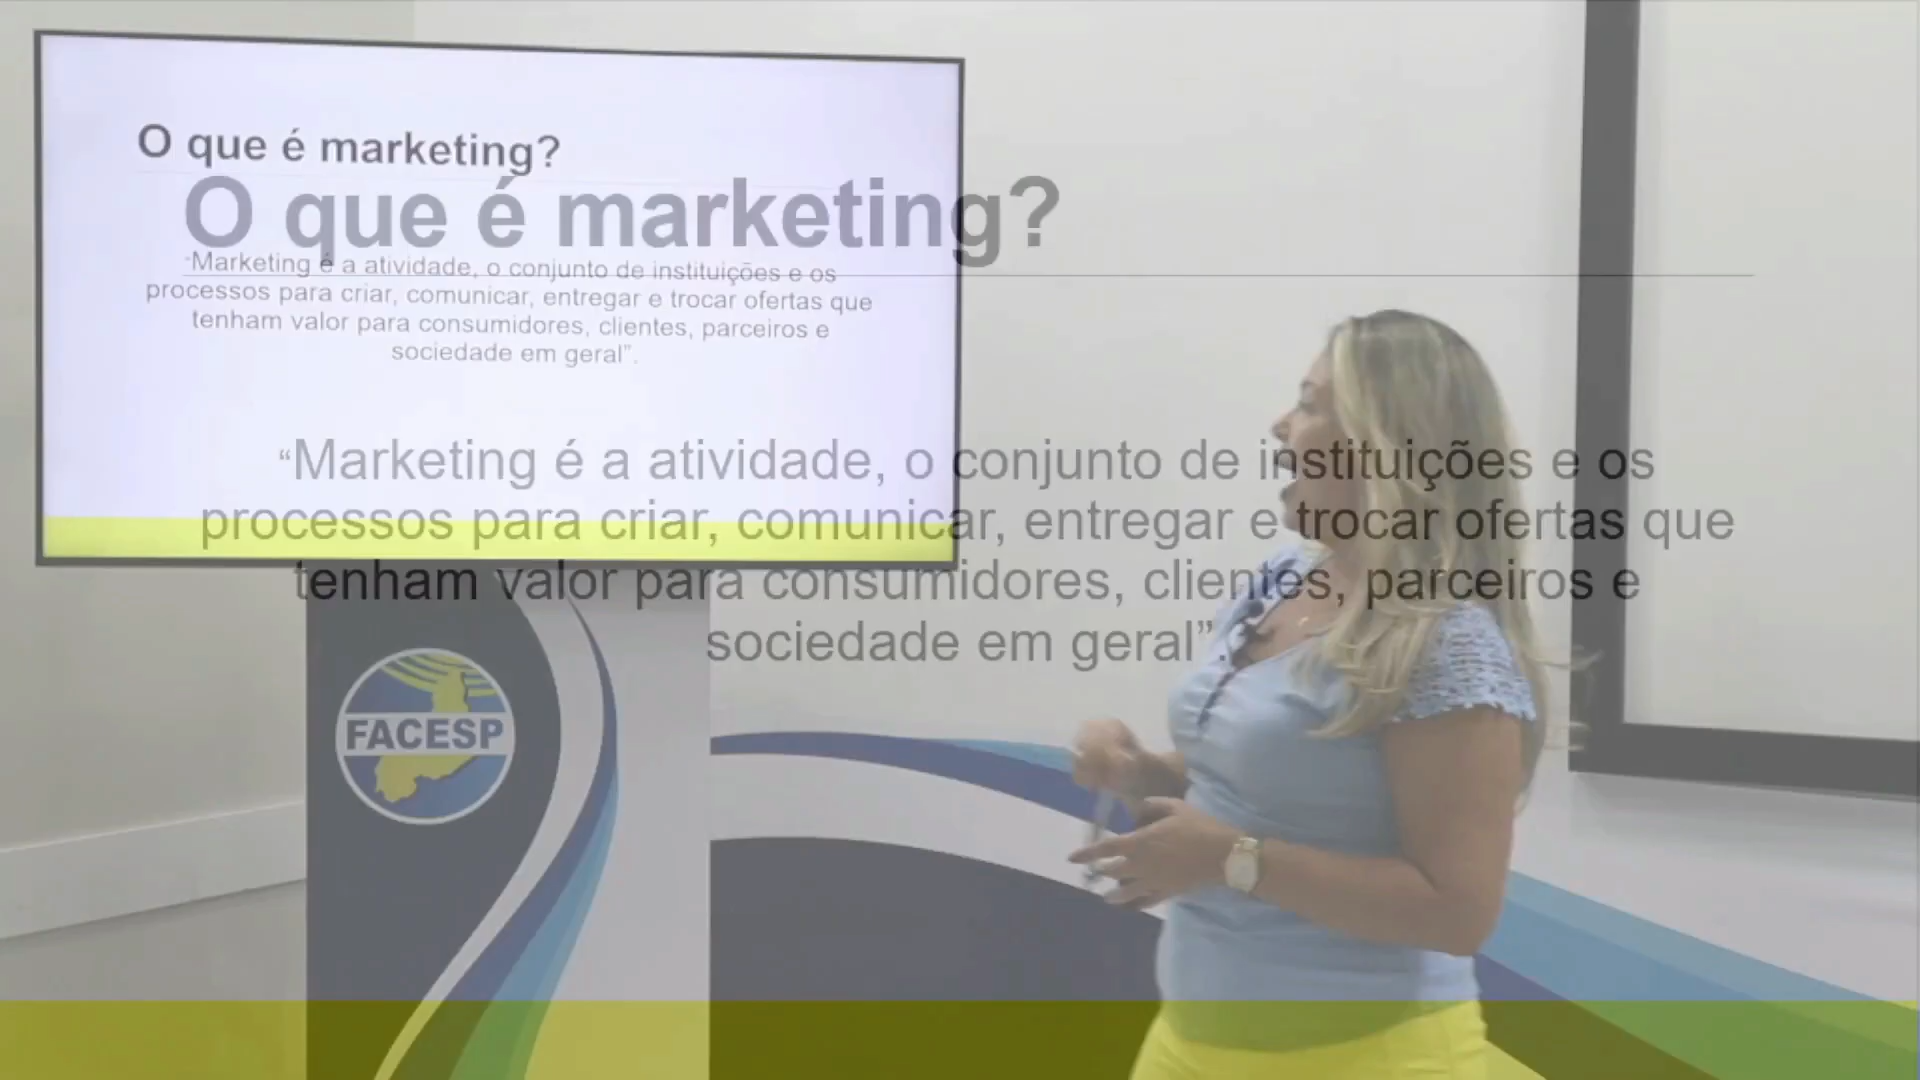 O que é marketing?
“Marketing é a atividade, o conjunto de instituições e os
processos para criar, comunicar, entregar e trocar ofertas que
tenham valor para consumidores, clientes, parceiros e
sociedade em geral”.
O que é marketing?
“Marketing é a atividade, o conjunto de instituições e os
processos para criar, comunicar, entregar e trocar ofertas que
tenham valor para consumidores, clientes, parceiros e
sociedade em geral”.
FACESP